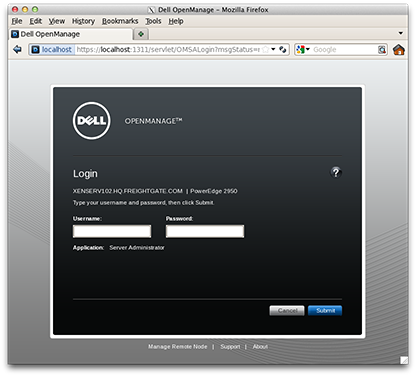 Dell OpenManage – Mozilla Firefox
File Edit View History Bookmarks Tools Help
Dell OpenManage
localhost https://localhost:1311/servlet/OMSALogin?msgStatus= Google
DELL OPENMANAGE™
Login
?
XENSERV102.HQ.FREIGHTGATE.COM | PowerEdge 2950
Type your username and password, then click Submit.
Username: Password:
Application: Server Administrator
Cancel Submit
Manage Remote Node | Support | About